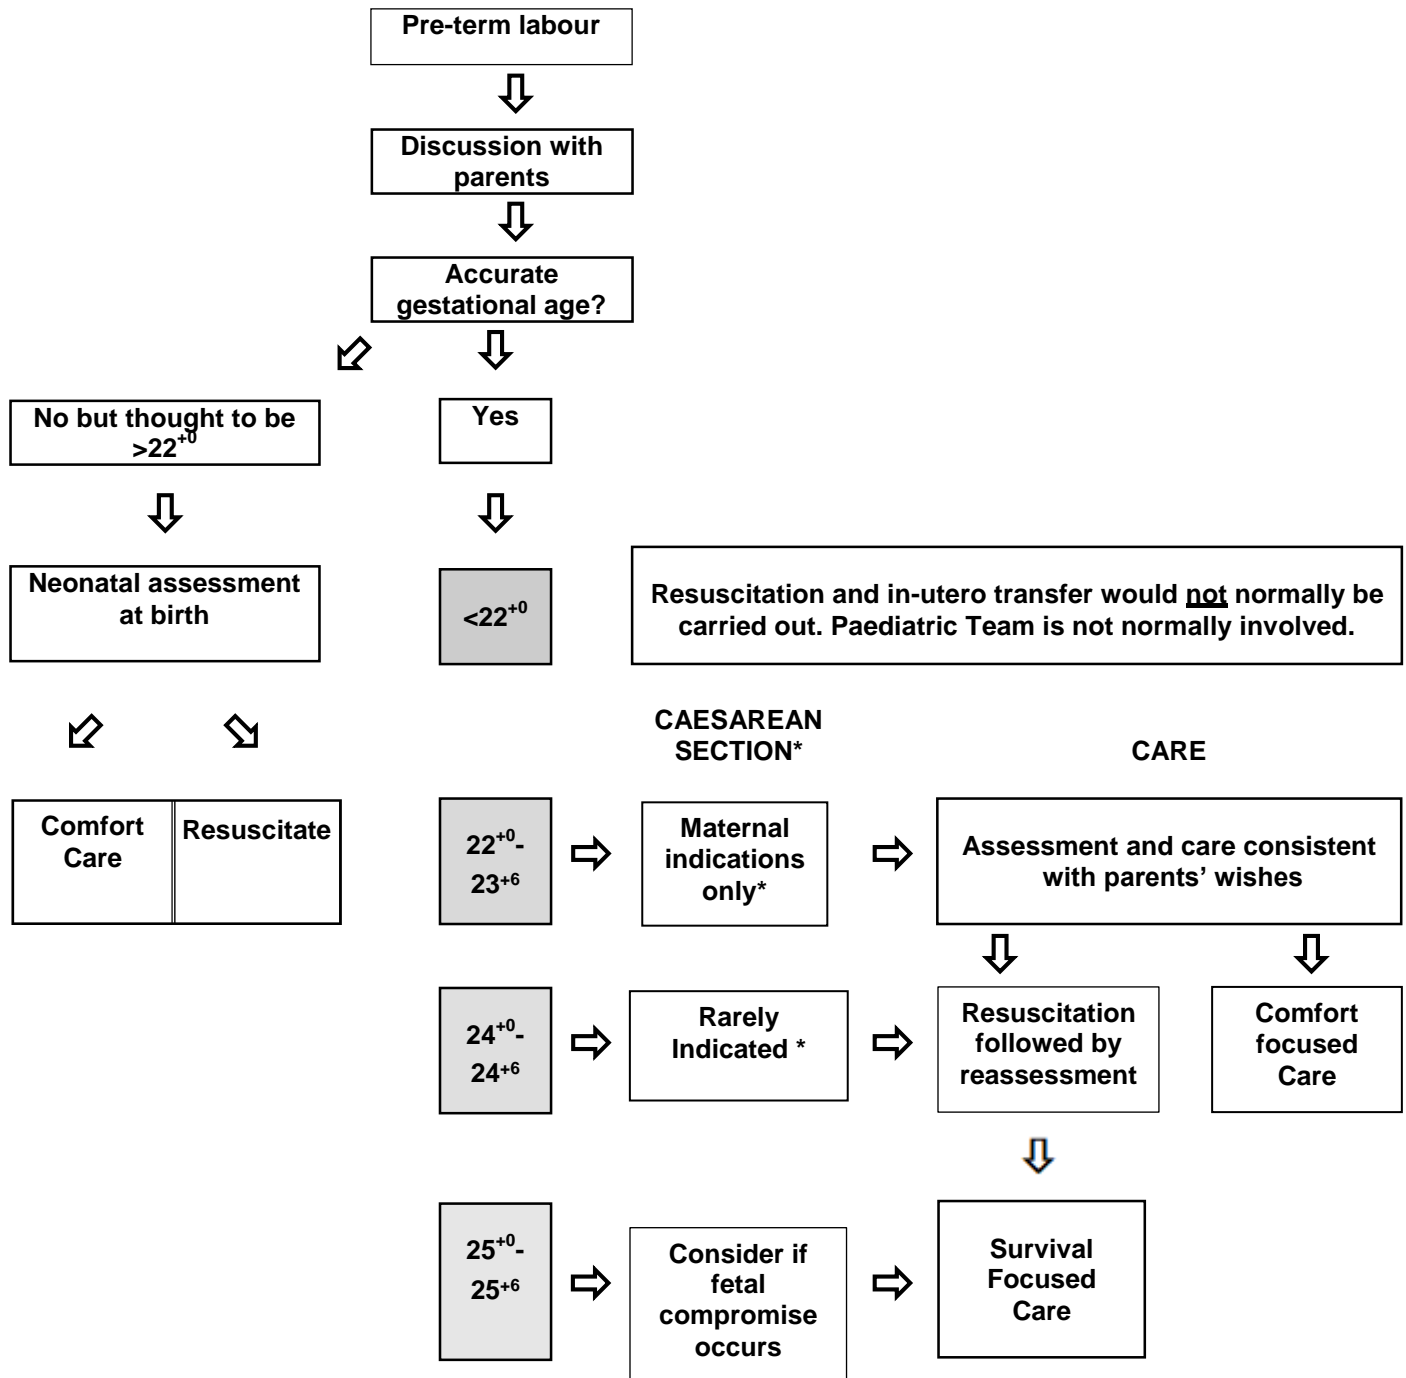 Pre-term labour
Discussion with
parents
Accurate
gestational age?
No but thought to be
>22⁺⁰
Yes
Neonatal assessment
at birth
<22⁺⁰
Resuscitation and in-utero transfer would not normally be
carried out. Paediatric Team is not normally involved.
CAESAREAN
SECTION*
CARE
Comfort
Care
Resuscitate
22⁺⁰-
23⁺⁶
Maternal
indications
only*
Assessment and care consistent
with parents’ wishes
24⁺⁰-
24⁺⁶
Rarely
Indicated *
Resuscitation
followed by
reassessment
Comfort
focused
Care
25⁺⁰-
25⁺⁶
Consider if
fetal
compromise
occurs
Survival
Focused
Care